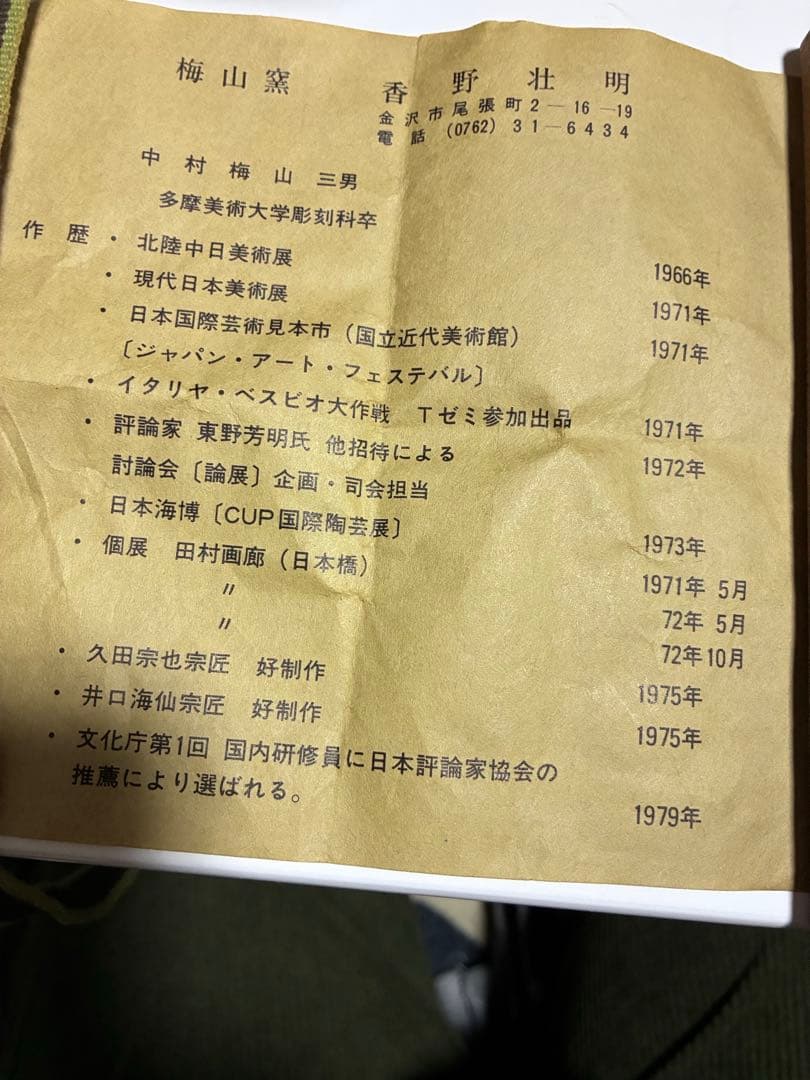 梅山窯 香野壮明
金沢市尾張町2―16―19
電話 (0762) 31―6434
中村梅山 三男
多摩美術大学彫刻科卒
作歴・北陸中日美術展 1966年
・現代日本美術展 1971年
・日本国際芸術見本市(国立近代美術館) 1971年
〔ジャパン・アート・フェステバル〕
・イタリヤ・ベスビオ大作戦 Tゼミ参加出品 1971年
・評論家 東野芳明氏 他招待による 1972年
討論会〔論展〕企画・司会担当
・日本海博〔CUP国際陶芸展〕 1973年
・個展 田村画廊(日本橋) 1971年 5月
〃 72年 5月
〃 72年10月
・久田宗也宗匠 好制作 1975年
・井口海仙宗匠 好制作 1975年
・文化庁第1回 国内研修員に日本評論家協会の
推薦により選ばれる。 1979年